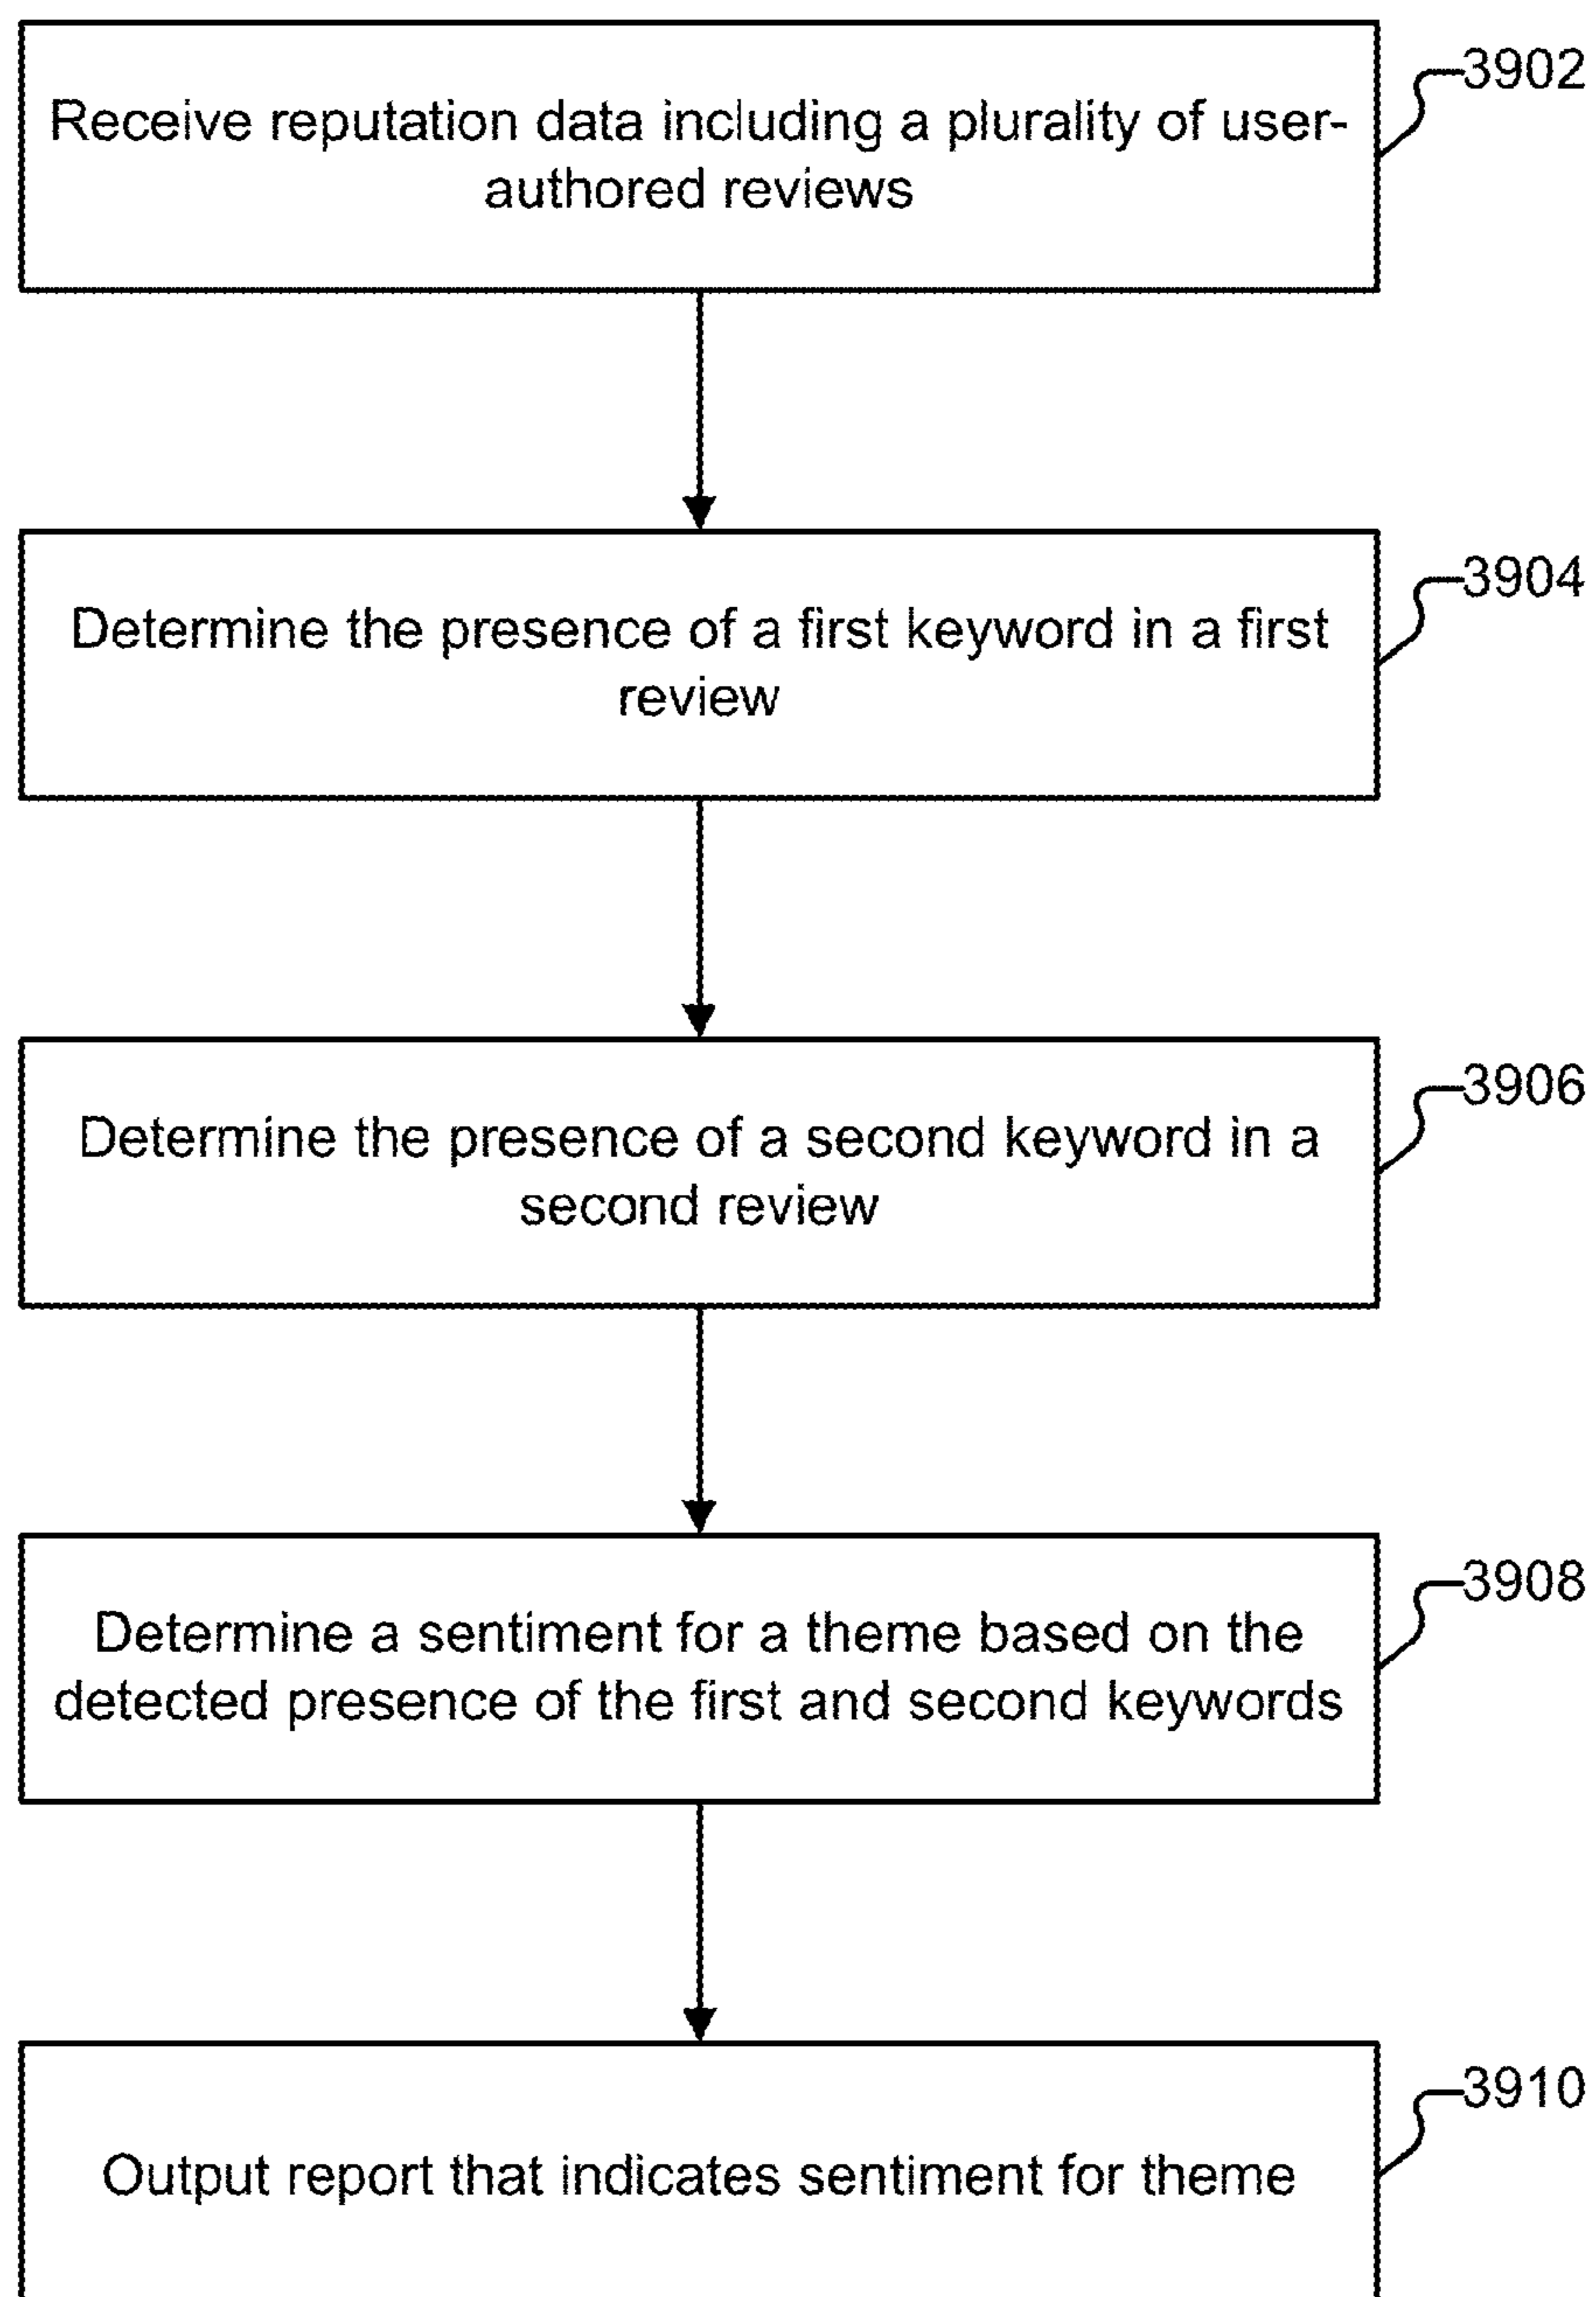 3902
Receive reputation data including a plurality of user-
authored reviews
3904
Determine the presence of a first keyword in a first
review
3906
Determine the presence of a second keyword in a
second review
3908
Determine a sentiment for a theme based on the
detected presence of the first and second keywords
3910
Output report that indicates sentiment for theme